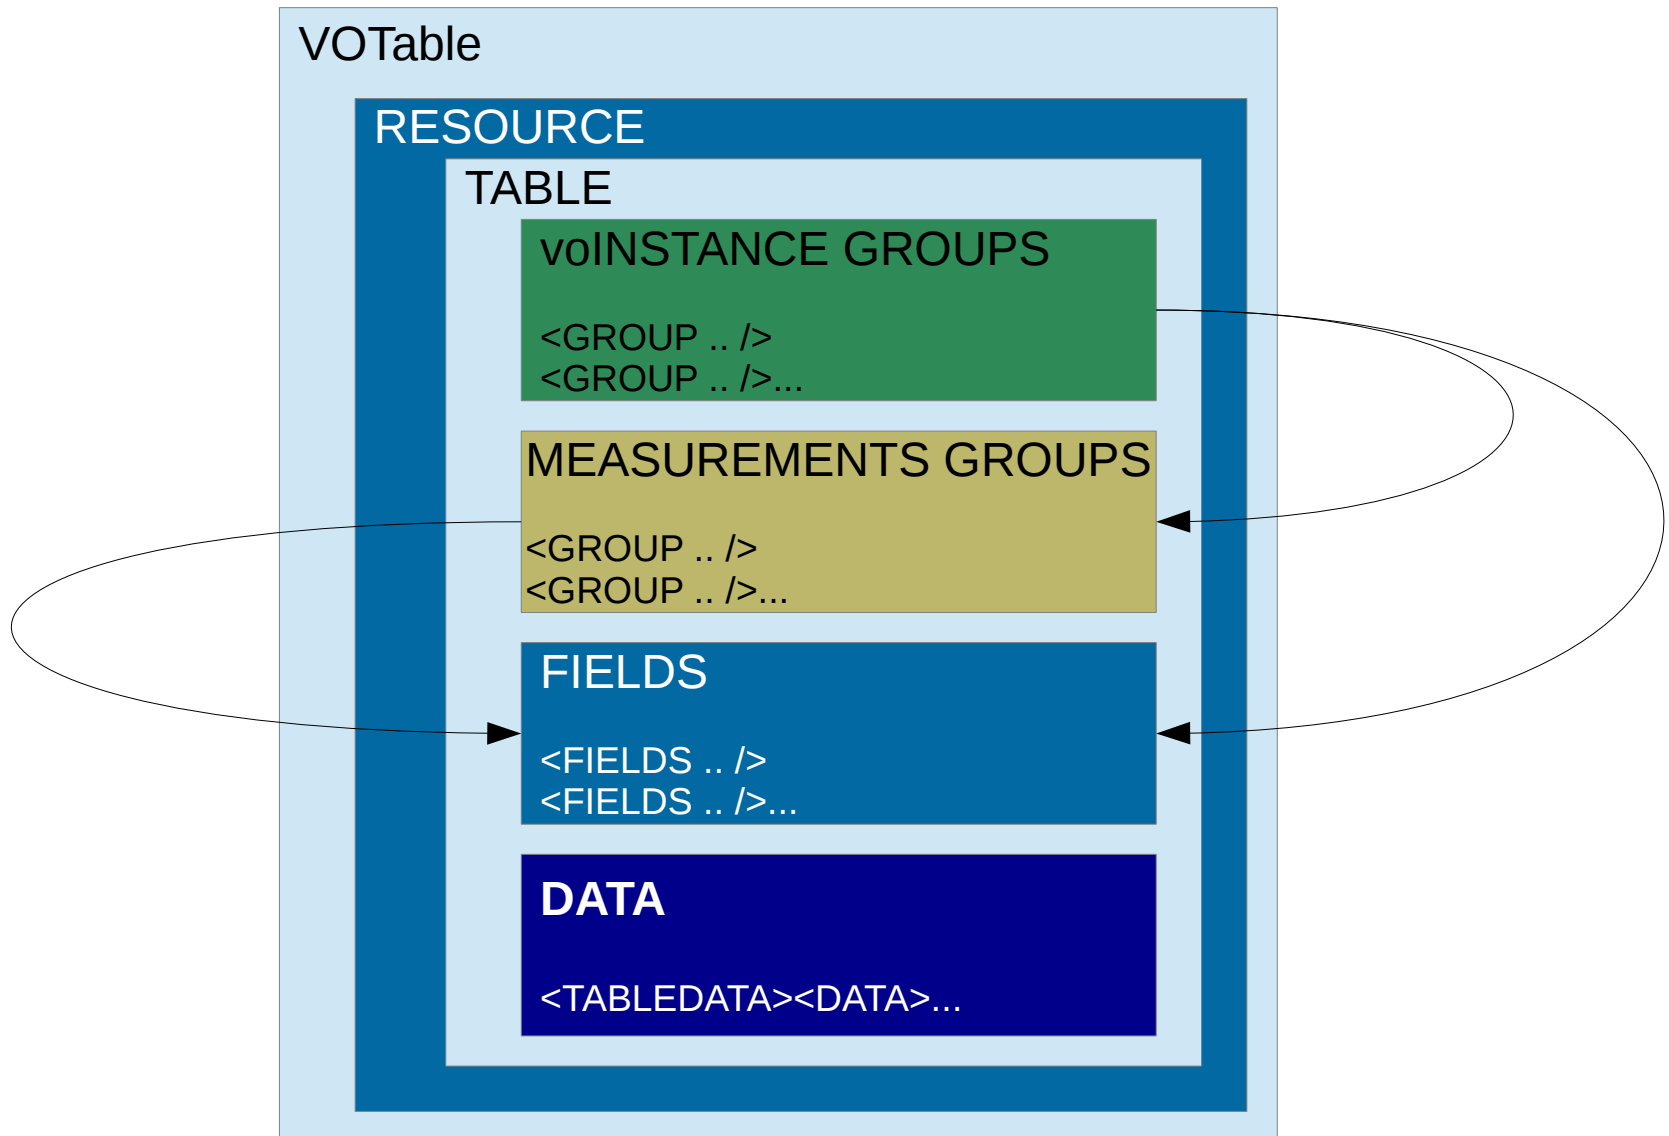 VOTable
RESOURCE
TABLE
voINSTANCE GROUPS
<GROUP .. />
<GROUP .. />...
MEASUREMENTS GROUPS
<GROUP .. />
<GROUP .. />...
FIELDS
<FIELDS .. />
<FIELDS .. />...
DATA
<TABLEDATA><DATA>...